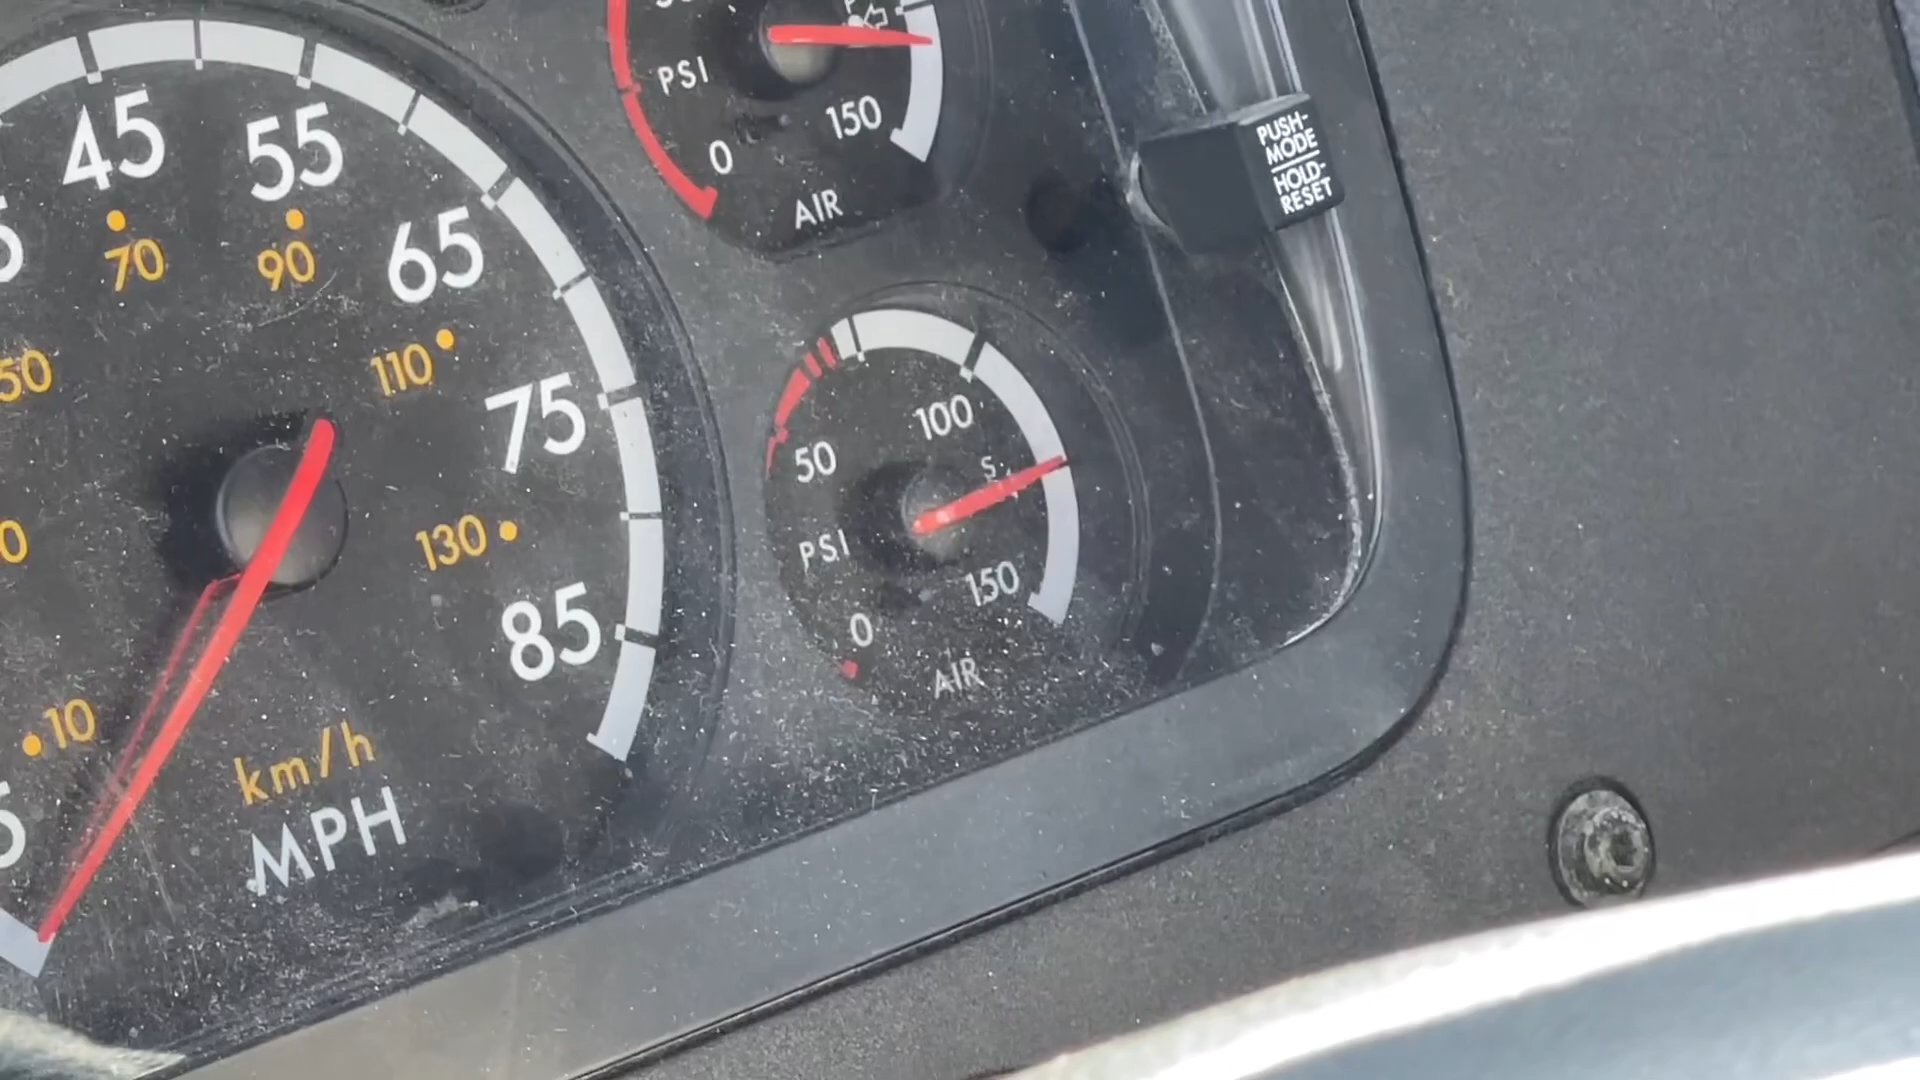 45
55
65
75
85
70
90
110
130
10
km/h
MPH
PSI
0
150
AIR
PUSH-
MODE
HOLD-
RESET
50
100
S
PSI
0
150
AIR